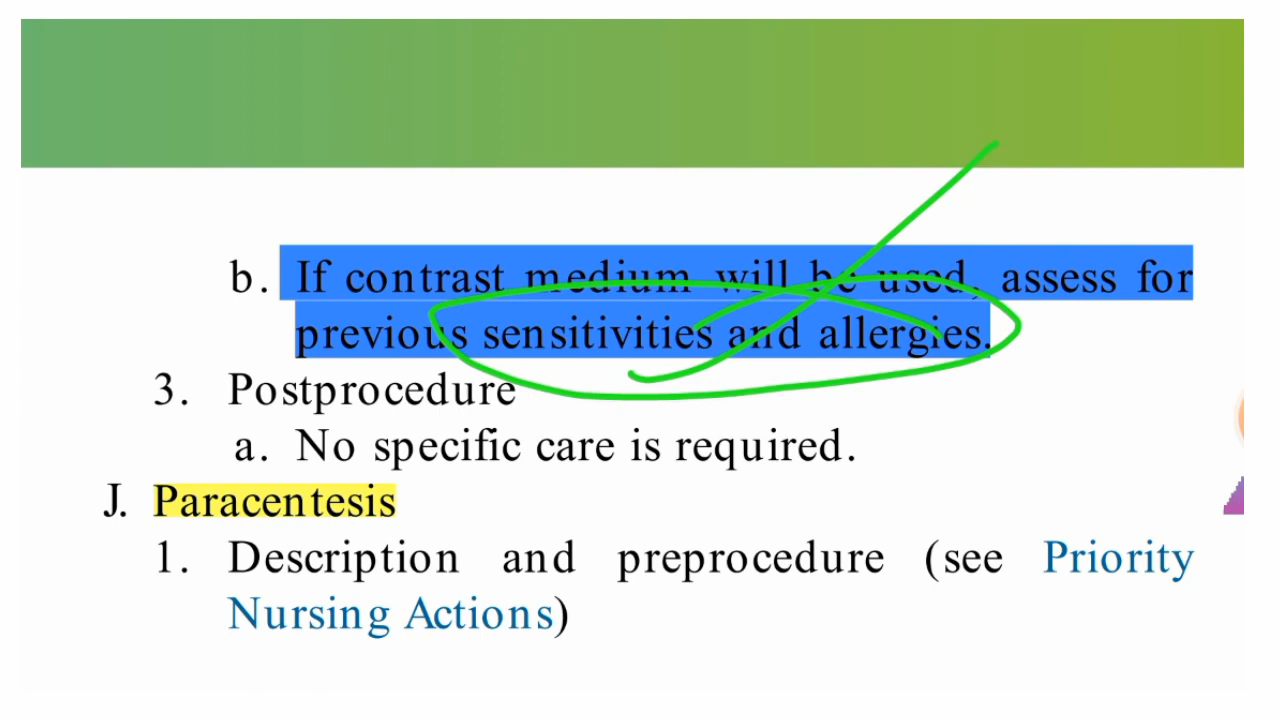 b. If contrast medium will be used, assess for
previous sensitivities and allergies.
3. Postprocedure
a. No specific care is required.
J. Paracentesis
1. Description and preprocedure (see Priority
Nursing Actions)